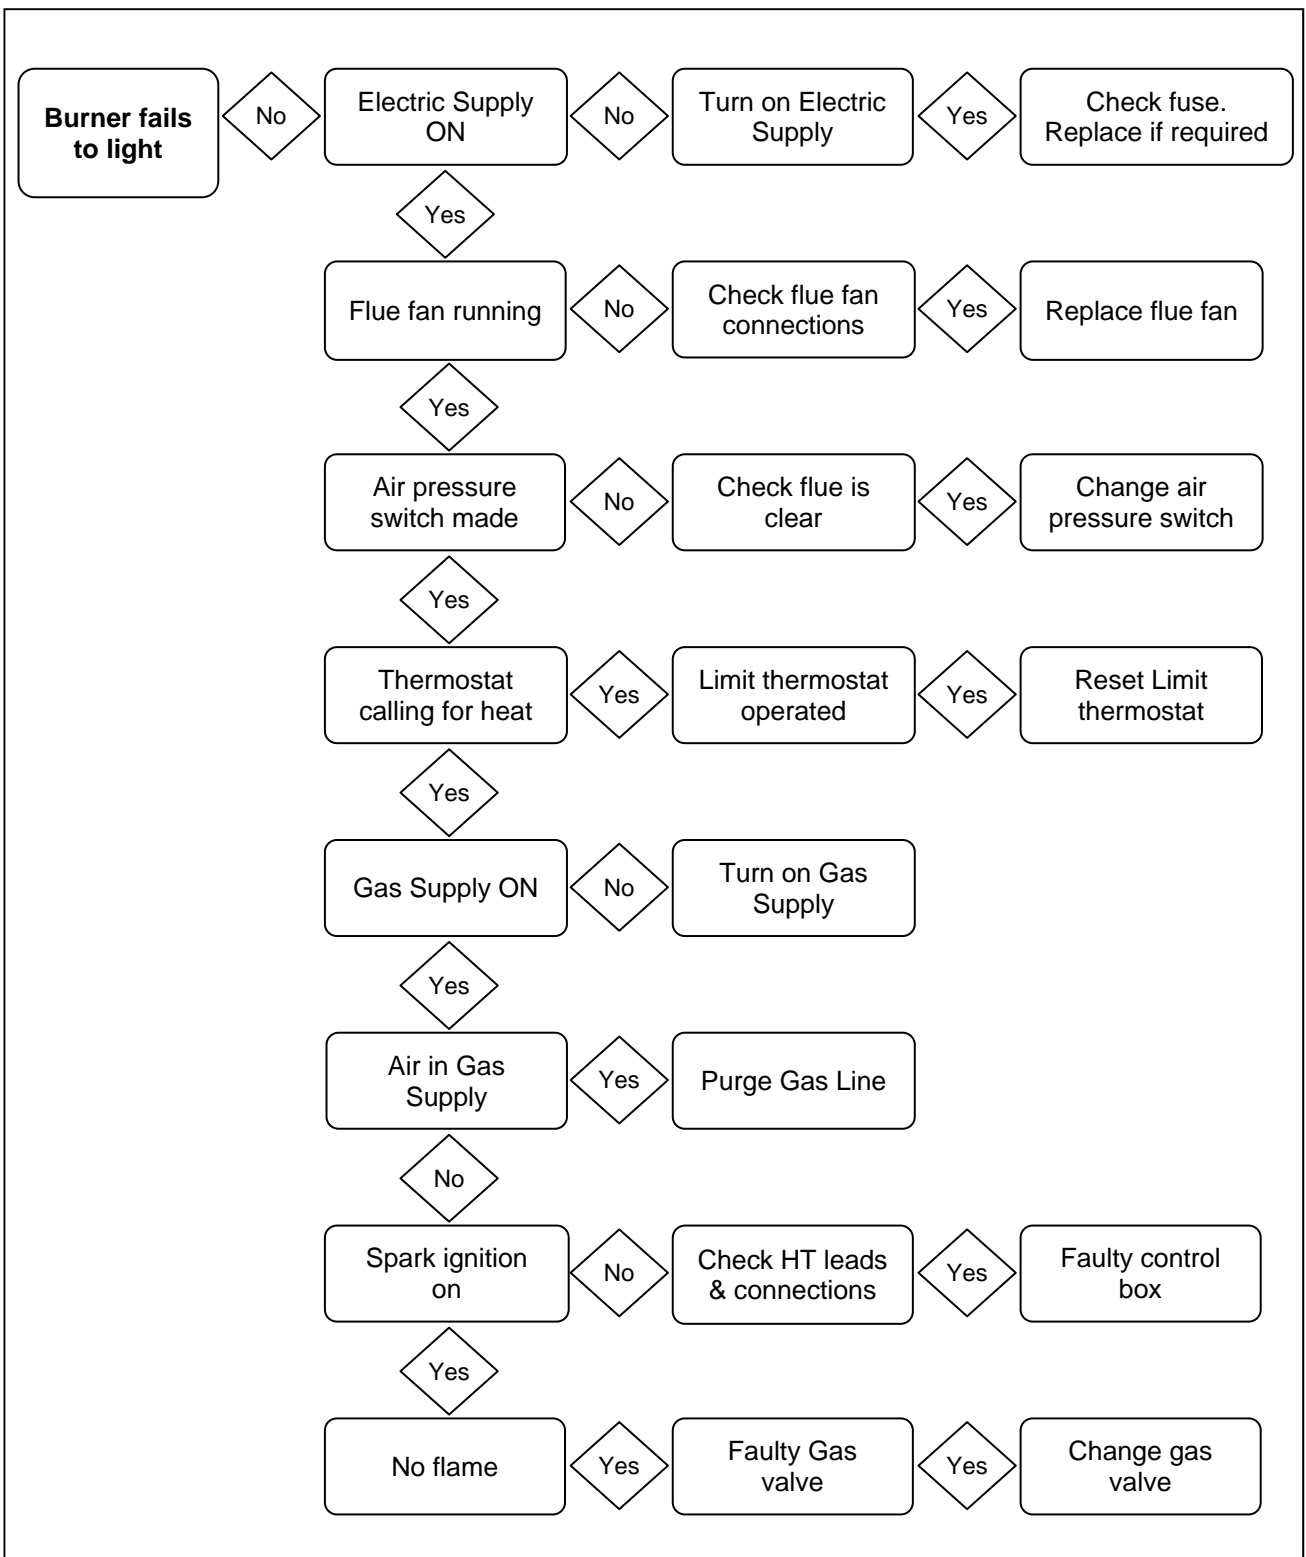 Burner fails
to light
No
Electric Supply
ON
No
Turn on Electric
Supply
Yes
Check fuse.
Replace if required
Yes
Flue fan running
No
Check flue fan
connections
Yes
Replace flue fan
Yes
Air pressure
switch made
No
Check flue is
clear
Yes
Change air
pressure switch
Yes
Thermostat
calling for heat
Yes
Limit thermostat
operated
Yes
Reset Limit
thermostat
Yes
Gas Supply ON
No
Turn on Gas
Supply
Yes
Air in Gas
Supply
Yes
Purge Gas Line
No
Spark ignition
on
No
Check HT leads
& connections
Yes
Faulty control
box
Yes
No flame
Yes
Faulty Gas
valve
Yes
Change gas
valve